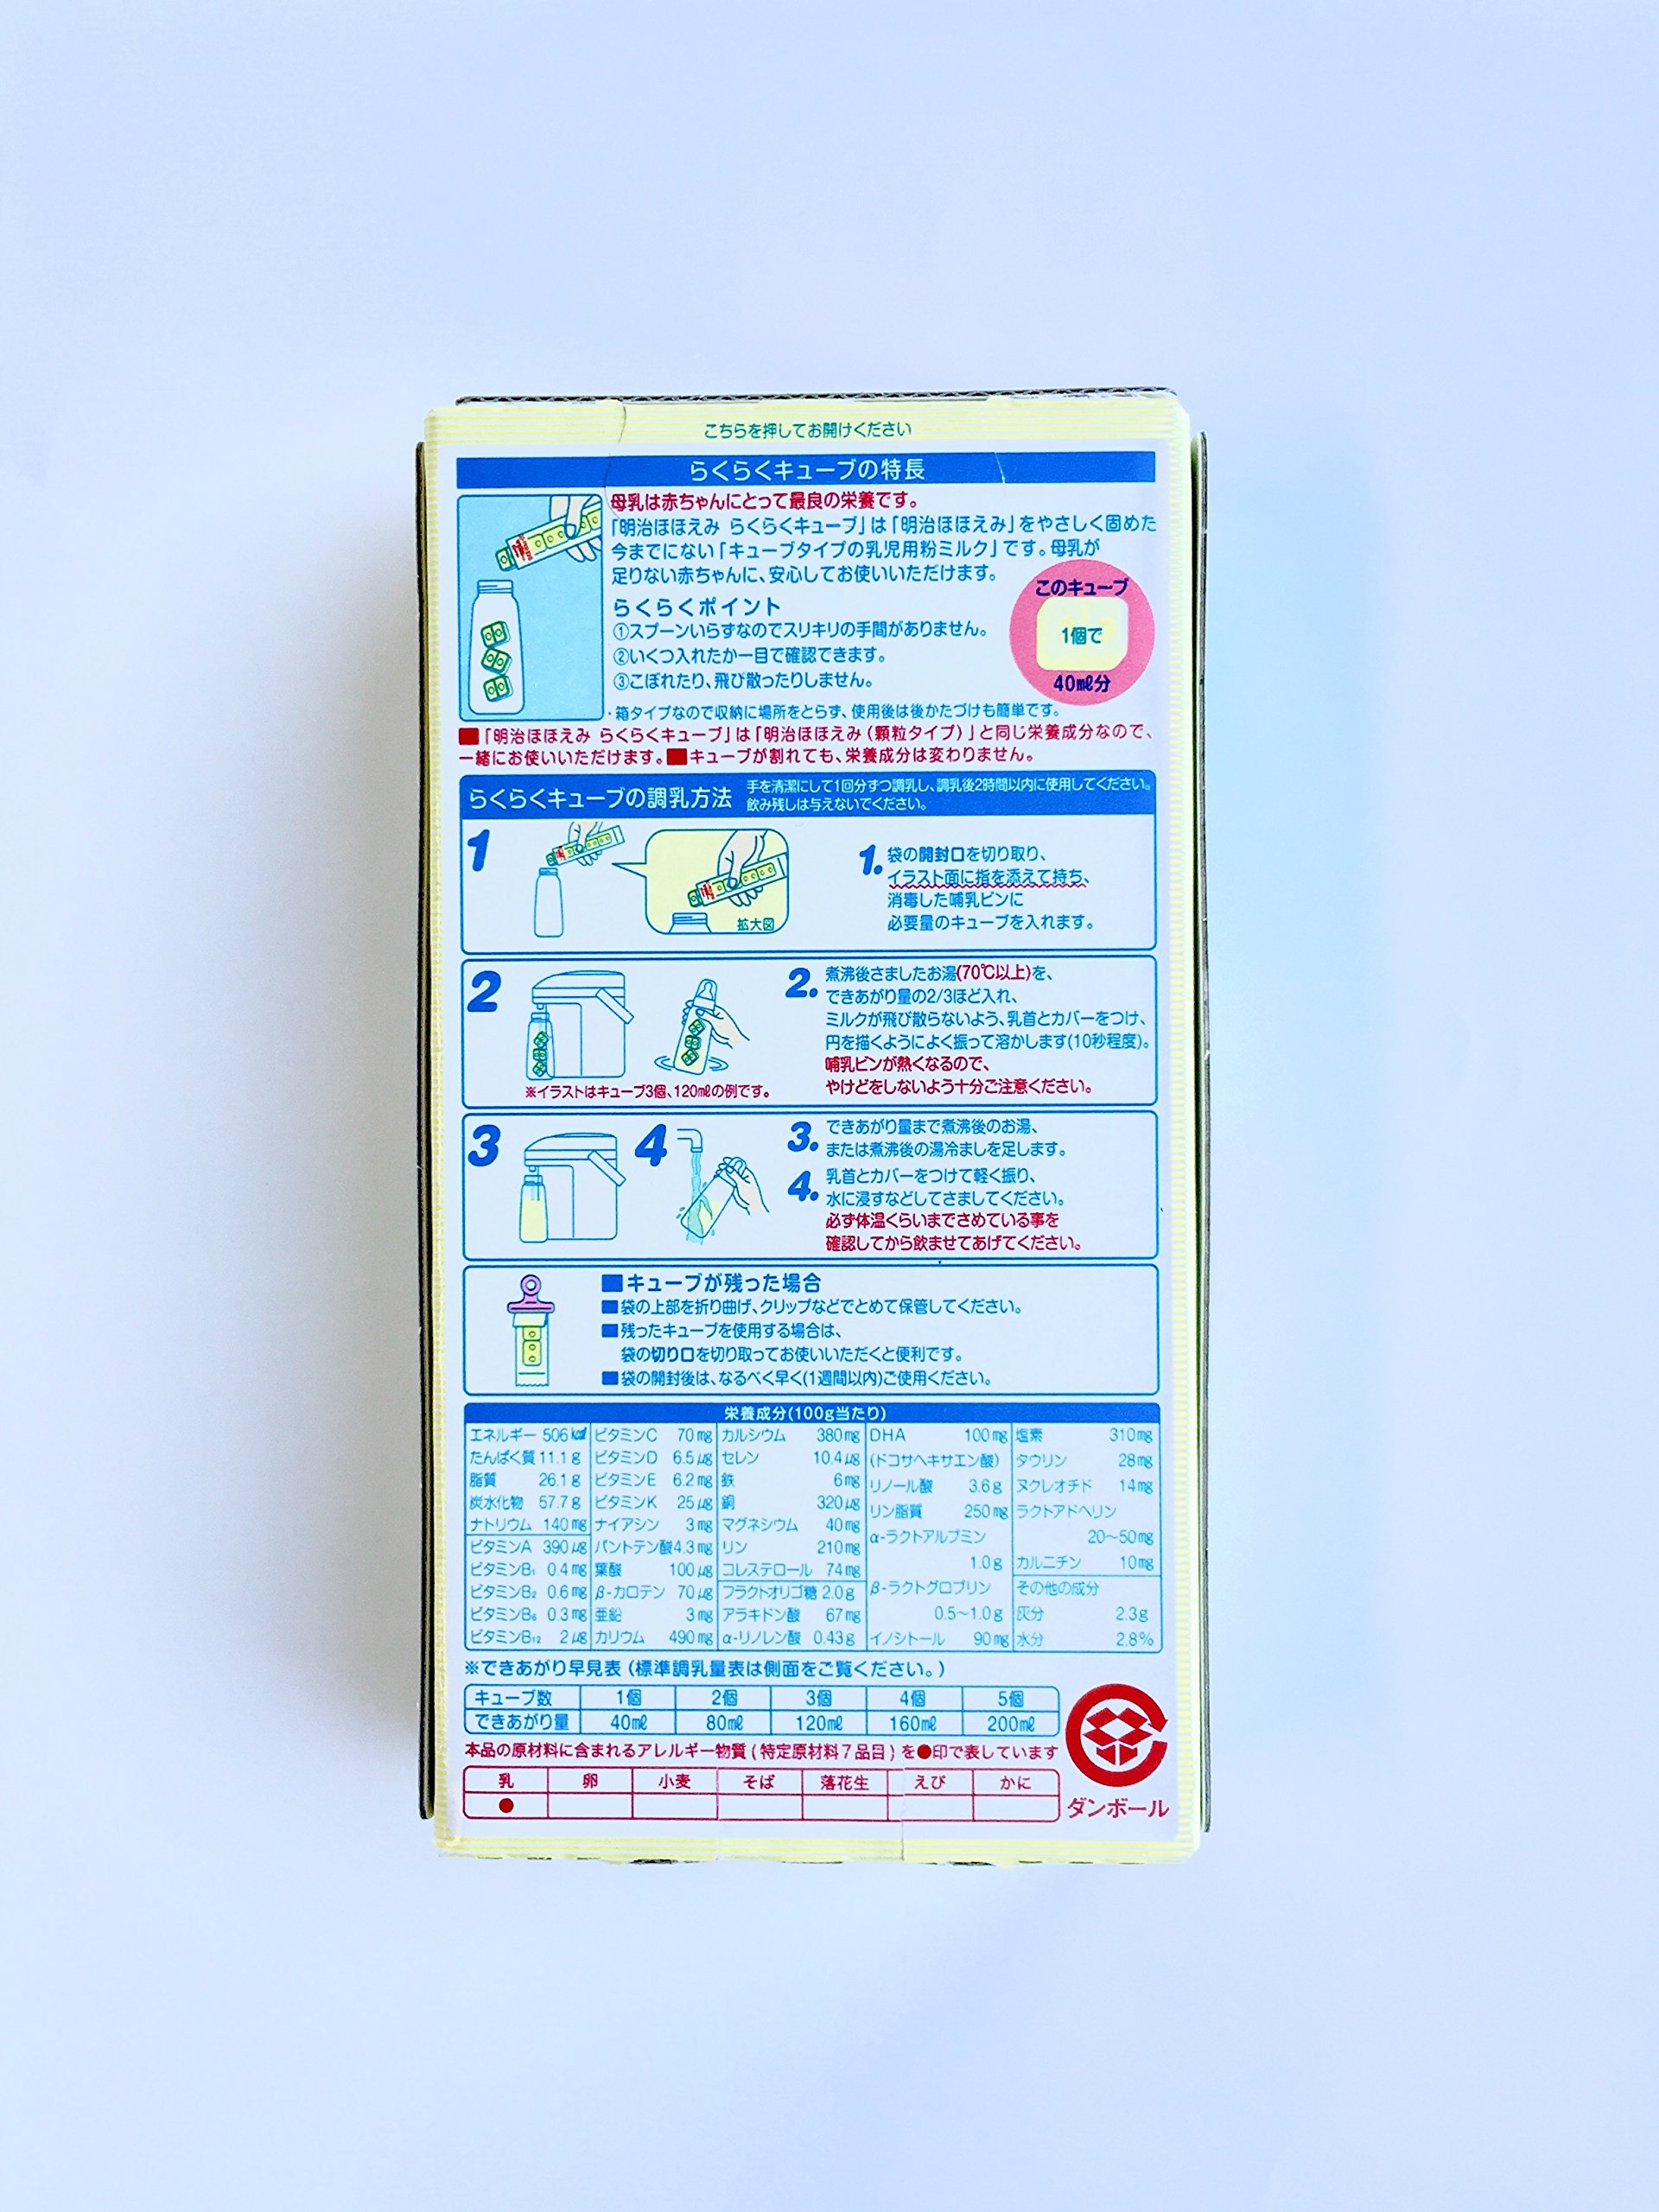 こちらを押してお開けください
らくらくキューブの特長
母乳は赤ちゃんにとって最良の栄養です。
「明治ほほえみ らくらくキューブ」は「明治ほほえみ」をやさしく固めた
今までにない「キューブタイプの乳児用粉ミルク」です。母乳が
足りない赤ちゃんに、安心してお使いいただけます。
らくらくポイント
①スプーンいらずなのでスリキリの手間がありません。
②いくつ入れたか一目で確認できます。
③こぼれたり、飛び散ったりしません。
・箱タイプなので収納に場所をとらず、使用後は後かたづけも簡単です。
このキューブ
1個で
40㎖分
■「明治ほほえみ らくらくキューブ」は「明治ほほえみ(顆粒タイプ)」と同じ栄養成分なので、
一緒にお使いいただけます。■キューブが割れても、栄養成分は変わりません。
らくらくキューブの調乳方法
手を清潔にして1回分ずつ調乳し、調乳後2時間以内に使用してください。
飲み残しは与えないでください。
1
拡大図
1. 袋の開封口を切り取り、
イラスト面に指を添えて持ち、
消毒した哺乳ビンに
必要量のキューブを入れます。
2
※イラストはキューブ3個、120㎖の例です。
2. 煮沸後さましたお湯(70℃以上)を、
できあがり量の2/3ほど入れ、
ミルクが飛び散らないよう、乳首とカバーをつけ、
円を描くようによく振って溶かします(10秒程度)。
哺乳ビンが熱くなるので、
やけどをしないよう十分ご注意ください。
3
4
3. できあがり量まで煮沸後のお湯、
または煮沸後の湯冷ましを足します。
4. 乳首とカバーをつけて軽く振り、
水に浸すなどしてさましてください。
必ず体温くらいまでさめている事を
確認してから飲ませてあげてください。
■キューブが残った場合
■袋の上部を折り曲げ、クリップなどでとめて保管してください。
■残ったキューブを使用する場合は、
袋の切り口を切り取ってお使いいただくと便利です。
■袋の開封後は、なるべく早く(1週間以内)ご使用ください。
栄養成分(100g当たり)
エネルギー 506kcal
たんぱく質 11.1g
脂質 26.1g
炭水化物 57.7g
ナトリウム 140mg
ビタミンA 390μg
ビタミンB₁ 0.4mg
ビタミンB₂ 0.6mg
ビタミンB₆ 0.3mg
ビタミンB₁₂ 2μg
ビタミンC 70mg
ビタミンD 6.5μg
ビタミンE 6.2mg
ビタミンK 25μg
ナイアシン 3mg
パントテン酸 4.3mg
葉酸 100μg
β-カロテン 70μg
亜鉛 3mg
カリウム 490mg
カルシウム 380mg
セレン 10.4μg
鉄 6mg
銅 320μg
マグネシウム 40mg
リン 210mg
コレステロール 74mg
フラクトオリゴ糖 2.0g
アラキドン酸 67mg
α-リノレン酸 0.43g
DHA 100mg
(ドコサヘキサエン酸)
リノール酸 3.6g
リン脂質 250mg
α-ラクトアルブミン
1.0g
β-ラクトグロブリン
0.5〜1.0g
イノシトール 90mg
塩素 310mg
タウリン 28mg
ヌクレオチド 14mg
ラクトアドヘリン
20〜50mg
カルニチン 10mg
その他の成分
灰分 2.3g
水分 2.8%
※できあがり早見表(標準調乳量表は側面をご覧ください。)
キューブ数 1個 2個 3個 4個 5個
できあがり量 40㎖ 80㎖ 120㎖ 160㎖ 200㎖
本品の原材料に含まれるアレルギー物質(特定原材料7品目)を●印で表しています
乳 卵 小麦 そば 落花生 えび かに
●
ダンボール